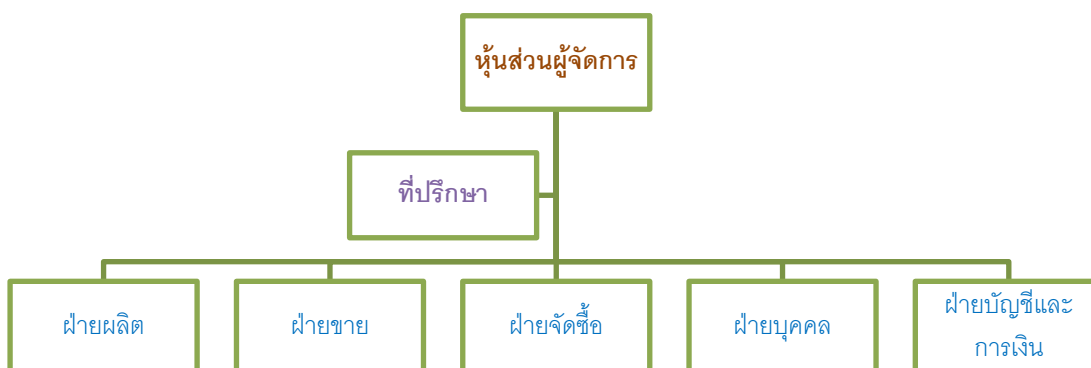 หุ้นส่วนผู้จัดการ
ที่ปรึกษา
ฝ่ายผลิต
ฝ่ายขาย
ฝ่ายจัดซื้อ
ฝ่ายบุคคล
ฝ่ายบัญชีและ
การเงิน